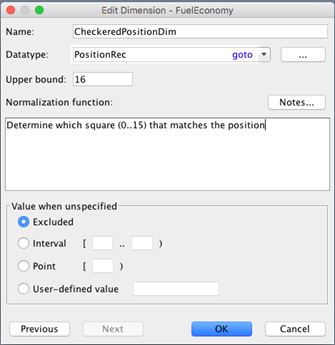 Edit Dimension - FuelEconomy
Name: CheckeredPositionDim
Datatype: PositionRec goto ...
Upper bound: 16
Normalization function: Notes...
Determine which square (0..15) that matches the position
Value when unspecified
Excluded
Interval [ .. )
Point [ )
User-defined value
Previous Next OK Cancel